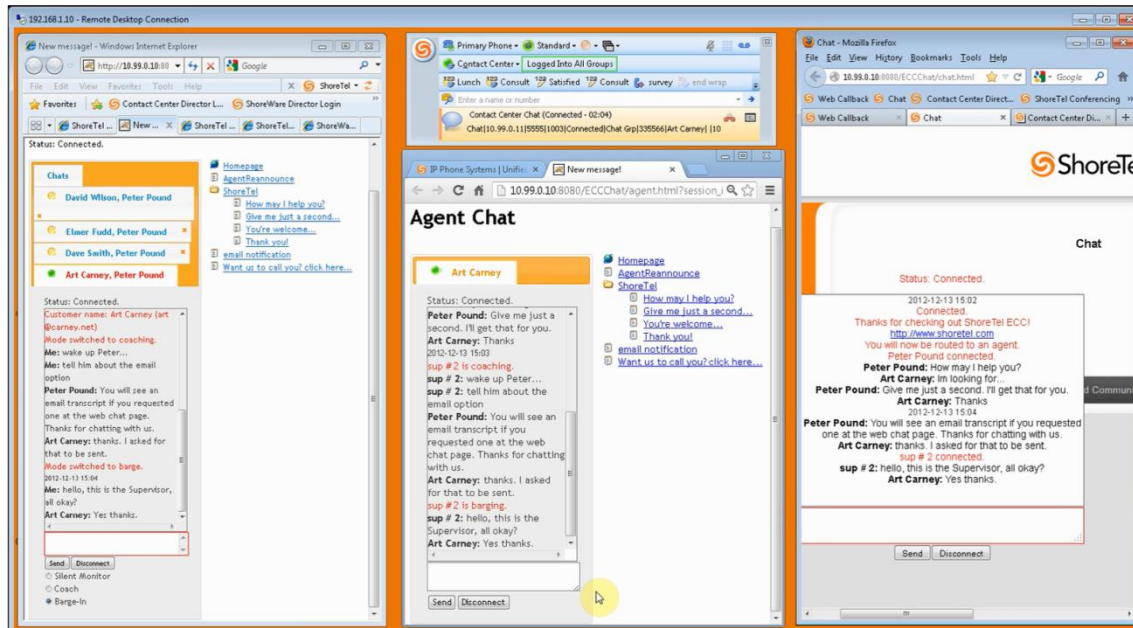 192.168.1.10 - Remote Desktop Connection
New message! - Windows Internet Explorer
http://10.99.0.10:80
Google
File Edit View Favorites Tools Help
ShoreTel
Favorites
Contact Center Director L...
ShoreWare Director Login
ShoreTel ...
New ...
ShoreTel ...
ShoreTel...
ShoreWa...
Status: Connected.
Chats
David Wilson, Peter Pound
Elmer Fudd, Peter Pound
Dave Smith, Peter Pound
Art Carney, Peter Pound
Homepage
AgentReannounce
ShoreTel
How may I help you?
Give me just a second...
You're welcome...
Thank you!
email notification
Want us to call you? click here...
Status: Connected.
Customer name: Art Carney (art
@carney.net)
Mode switched to coaching.
Me: wake up Peter...
Me: tell him about the email
option
Peter Pound: You will see an
email transcript if you requested
one at the web chat page.
Thanks for chatting with us.
Art Carney: thanks. I asked for
that to be sent.
Mode switched to barge.
2012-12-13 15:04
Me: hello, this is the Supervisor,
all okay?
Art Carney: Yes thanks.
Send Disconnect
Silent Monitor
Coach
Barge-In
Primary Phone
Standard
Contact Center
Logged Into All Groups
Lunch
Consult
Satisfied
Consult
survey
end wrap
Enter a name or number
Contact Center Chat (Connected - 02:04)
Chat|10.99.0.11|5555|1003|Connected|Chat Grp|335566|Art Carney| |10
IP Phone Systems | Unifie
New message!
10.99.0.10:8080/ECCChat/agent.html?session_i
Agent Chat
Art Carney
Homepage
AgentReannounce
ShoreTel
How may I help you?
Give me just a second...
You're welcome...
Thank you!
email notification
Want us to call you? click here...
Status: Connected.
Peter Pound: Give me just a
second. I'll get that for you.
Art Carney: Thanks
2012-12-13 15:03
sup #2 is coaching.
sup # 2: wake up Peter...
sup # 2: tell him about the
email option
Peter Pound: You will see an
email transcript if you
requested one at the web
chat page. Thanks for chatting
with us.
Art Carney: thanks. I asked
for that to be sent.
sup #2 is barging.
sup # 2: hello, this is the
Supervisor, all okay?
Art Carney: Yes thanks.
Send Disconnect
Chat - Mozilla Firefox
File Edit View History Bookmarks Tools Help
10.99.0.10:8080/ECCChat/chat.html
Google
Web Callback
Chat
Contact Center Direct...
ShoreTel Conferencing
Web Callback
Chat
Contact Center Di...
ShoreTe
Chat
Status: Connected.
2012-12-13 15:02
Connected.
Thanks for checking out ShoreTel ECC!
http://www.shoretel.com
You will now be routed to an agent.
Peter Pound connected.
Peter Pound: How may I help you?
Art Carney: Im looking for...
Peter Pound: Give me just a second. I'll get that for you.
Art Carney: Thanks
2012-12-13 15:04
Peter Pound: You will see an email transcript if you requested
one at the web chat page. Thanks for chatting with us.
Art Carney: thanks. I asked for that to be sent.
sup # 2 connected.
sup # 2: hello, this is the Supervisor, all okay?
Art Carney: Yes thanks.
d Commun
Send Disconnect